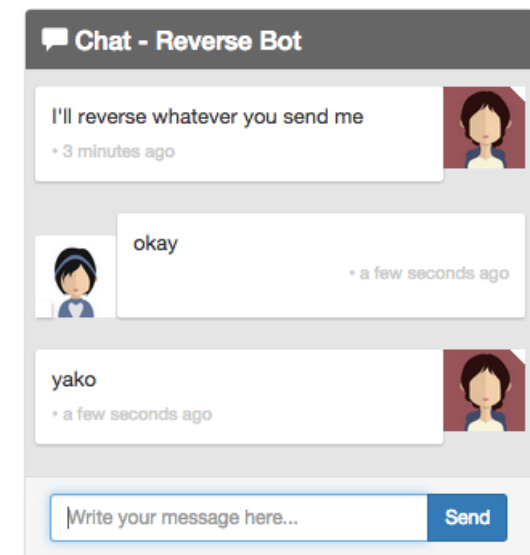 Chat - Reverse Bot
I'll reverse whatever you send me
• 3 minutes ago
okay
• a few seconds ago
yako
• a few seconds ago
Write your message here...
Send